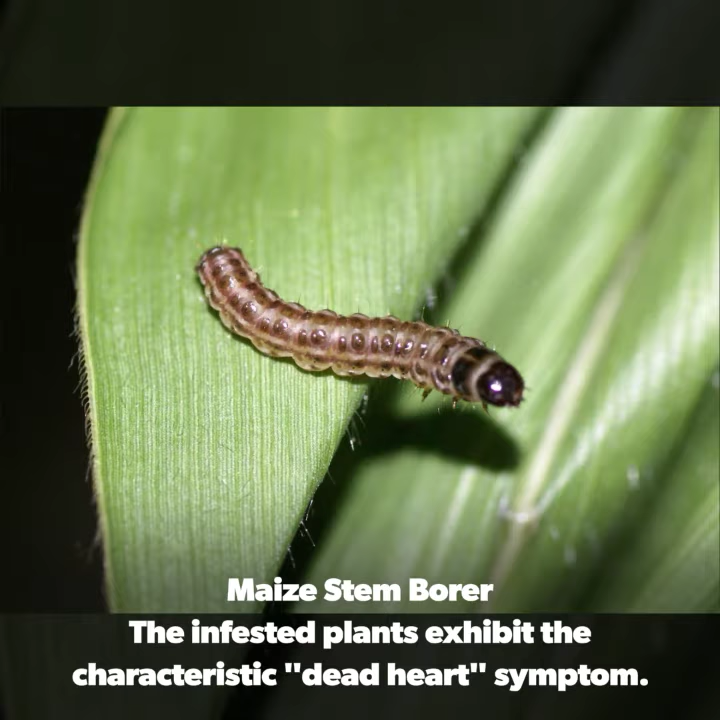 Maize Stem Borer
The infested plants exhibit the
characteristic "dead heart" symptom.